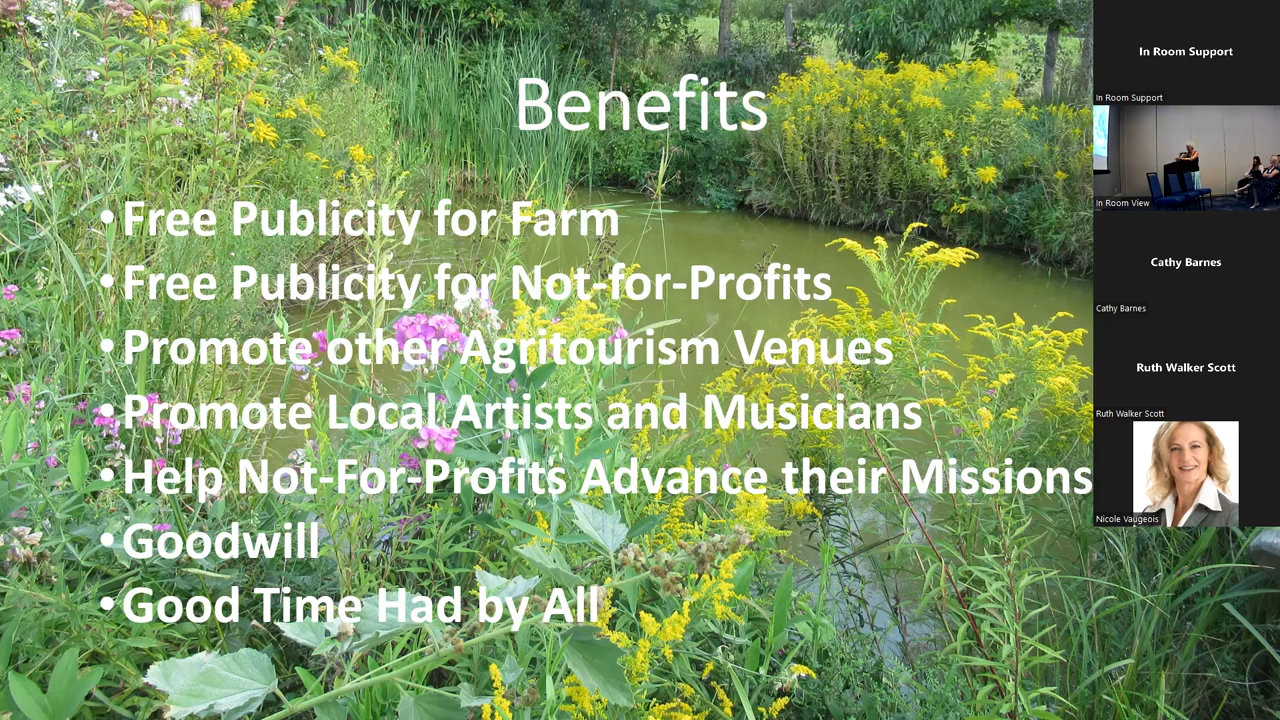 Benefits
•Free Publicity for Farm
•Free Publicity for Not-for-Profits
•Promote other Agritourism Venues
•Promote Local Artists and Musicians
•Help Not-For-Profits Advance their Missions
•Goodwill
•Good Time Had by All
In Room Support
In Room Support
In Room View
Cathy Barnes
Cathy Barnes
Ruth Walker Scott
Ruth Walker Scott
Nicole Vaugeois